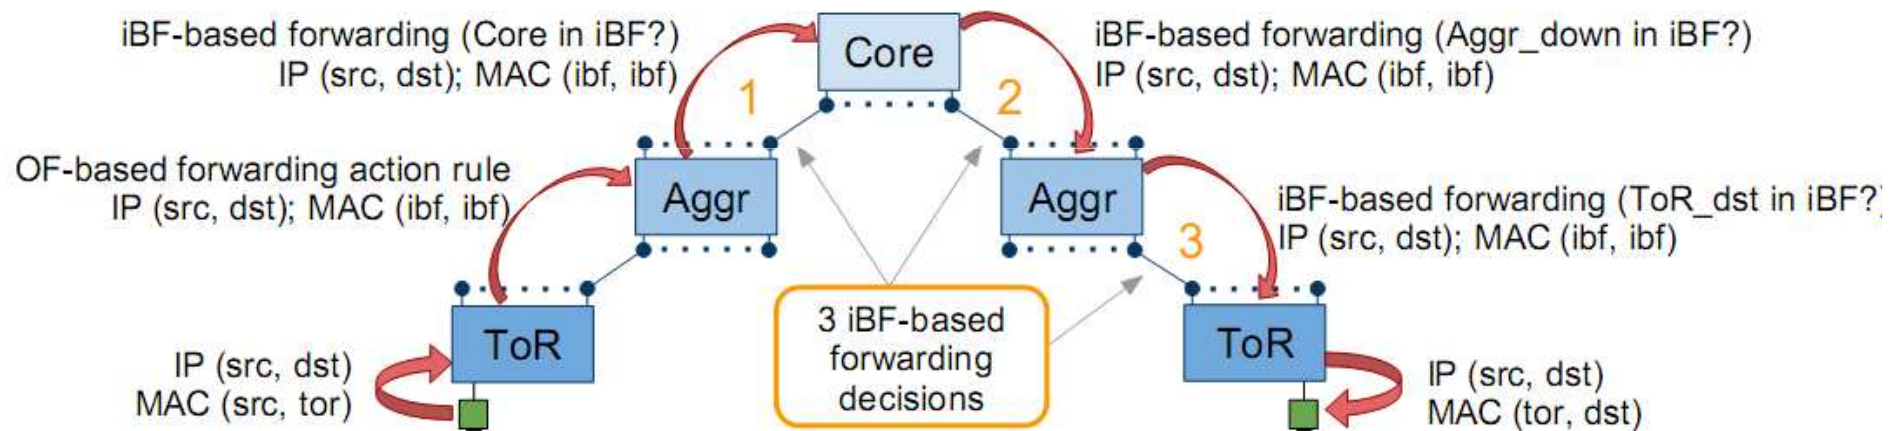 iBF-based forwarding (Core in iBF?)
IP (src, dst); MAC (ibf, ibf)
1
Core
2
iBF-based forwarding (Aggr_down in iBF?)
IP (src, dst); MAC (ibf, ibf)
OF-based forwarding action rule
IP (src, dst); MAC (ibf, ibf)
Aggr
Aggr
3
iBF-based forwarding (ToR_dst in iBF?)
IP (src, dst); MAC (ibf, ibf)
3 iBF-based
forwarding
decisions
ToR
ToR
IP (src, dst)
MAC (src, tor)
IP (src, dst)
MAC (tor, dst)